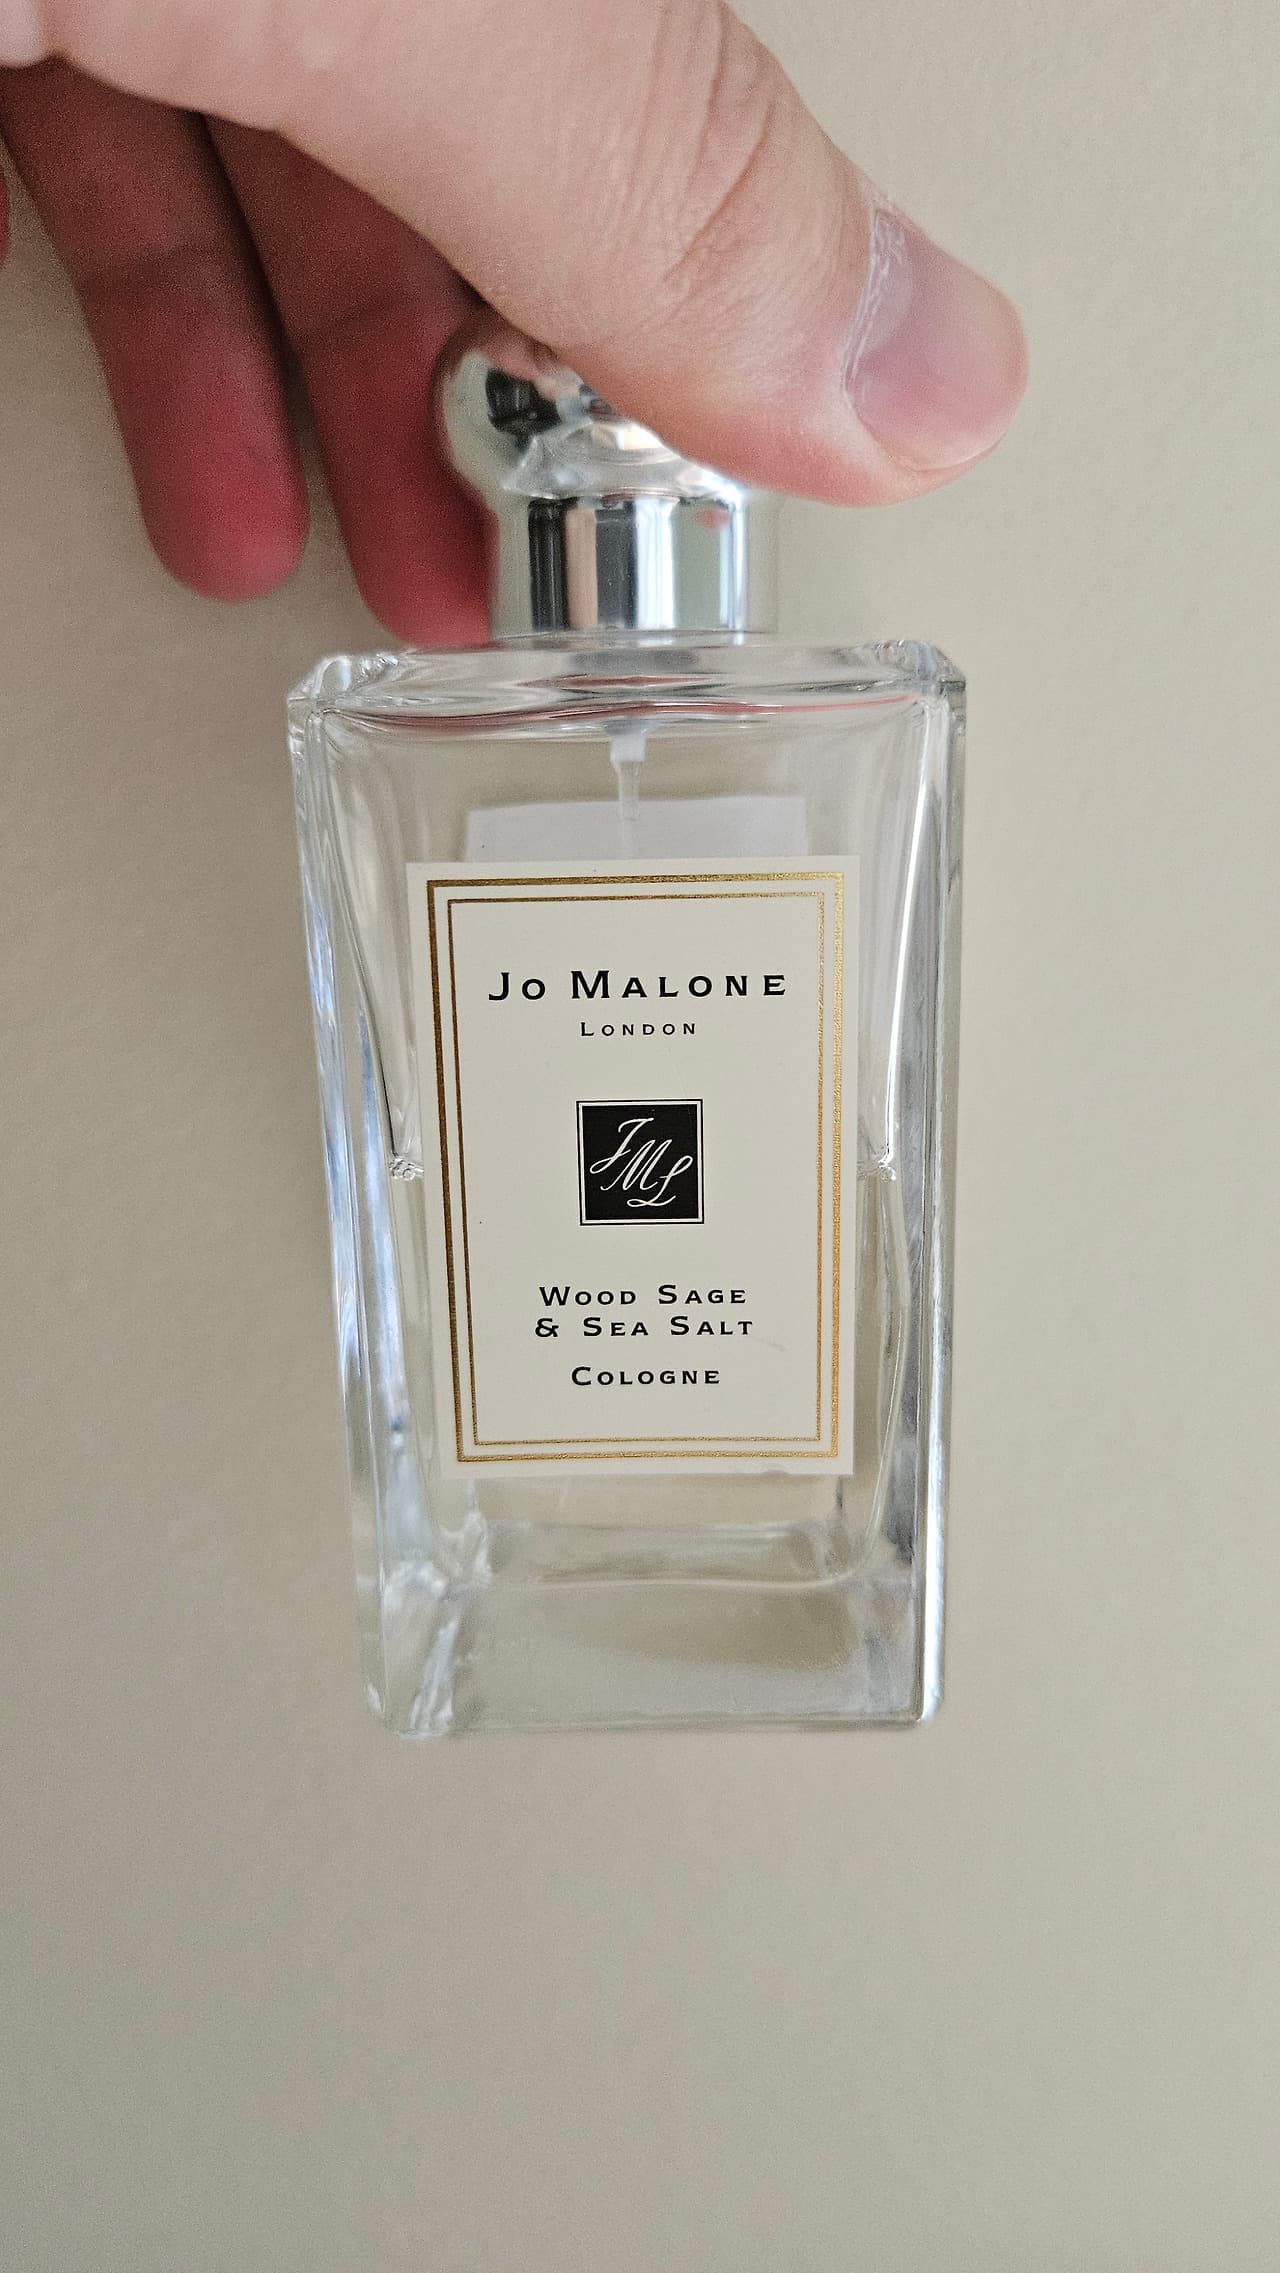 Jo Malone
London
JML
Wood Sage
& Sea Salt
Cologne